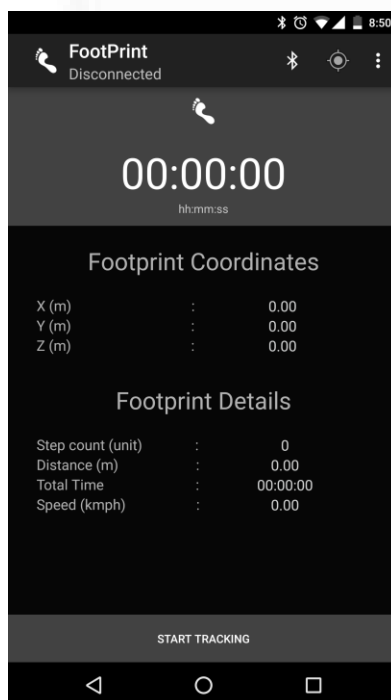 8:50
FootPrint
Disconnected
00:00:00
hh:mm:ss
Footprint Coordinates
X (m) : 0.00
Y (m) : 0.00
Z (m) : 0.00
Footprint Details
Step count (unit) : 0
Distance (m) : 0.00
Total Time : 00:00:00
Speed (kmph) : 0.00
START TRACKING